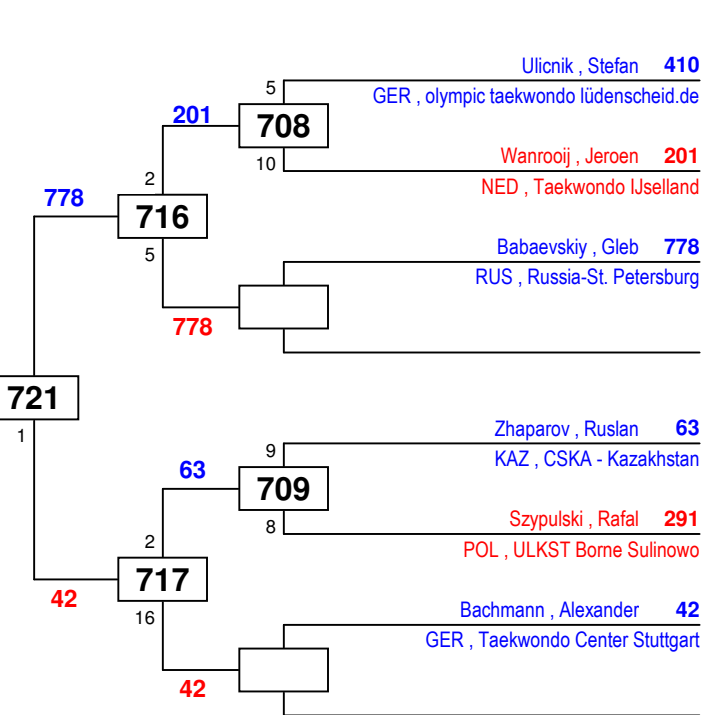 Ulicnik , Stefan 410
5
GER , olympic taekwondo lüdenscheid.de
201
708
Wanrooij , Jeroen 201
10
NED , Taekwondo IJselland
2
778
716
Babaevskiy , Gleb 778
5
RUS , Russia-St. Petersburg
778
721
Zhaparov , Ruslan 63
1
9
KAZ , CSKA - Kazakhstan
63
709
Szypulski , Rafal 291
8
POL , ULKST Borne Sulinowo
2
717
42
Bachmann , Alexander 42
16
GER , Taekwondo Center Stuttgart
42